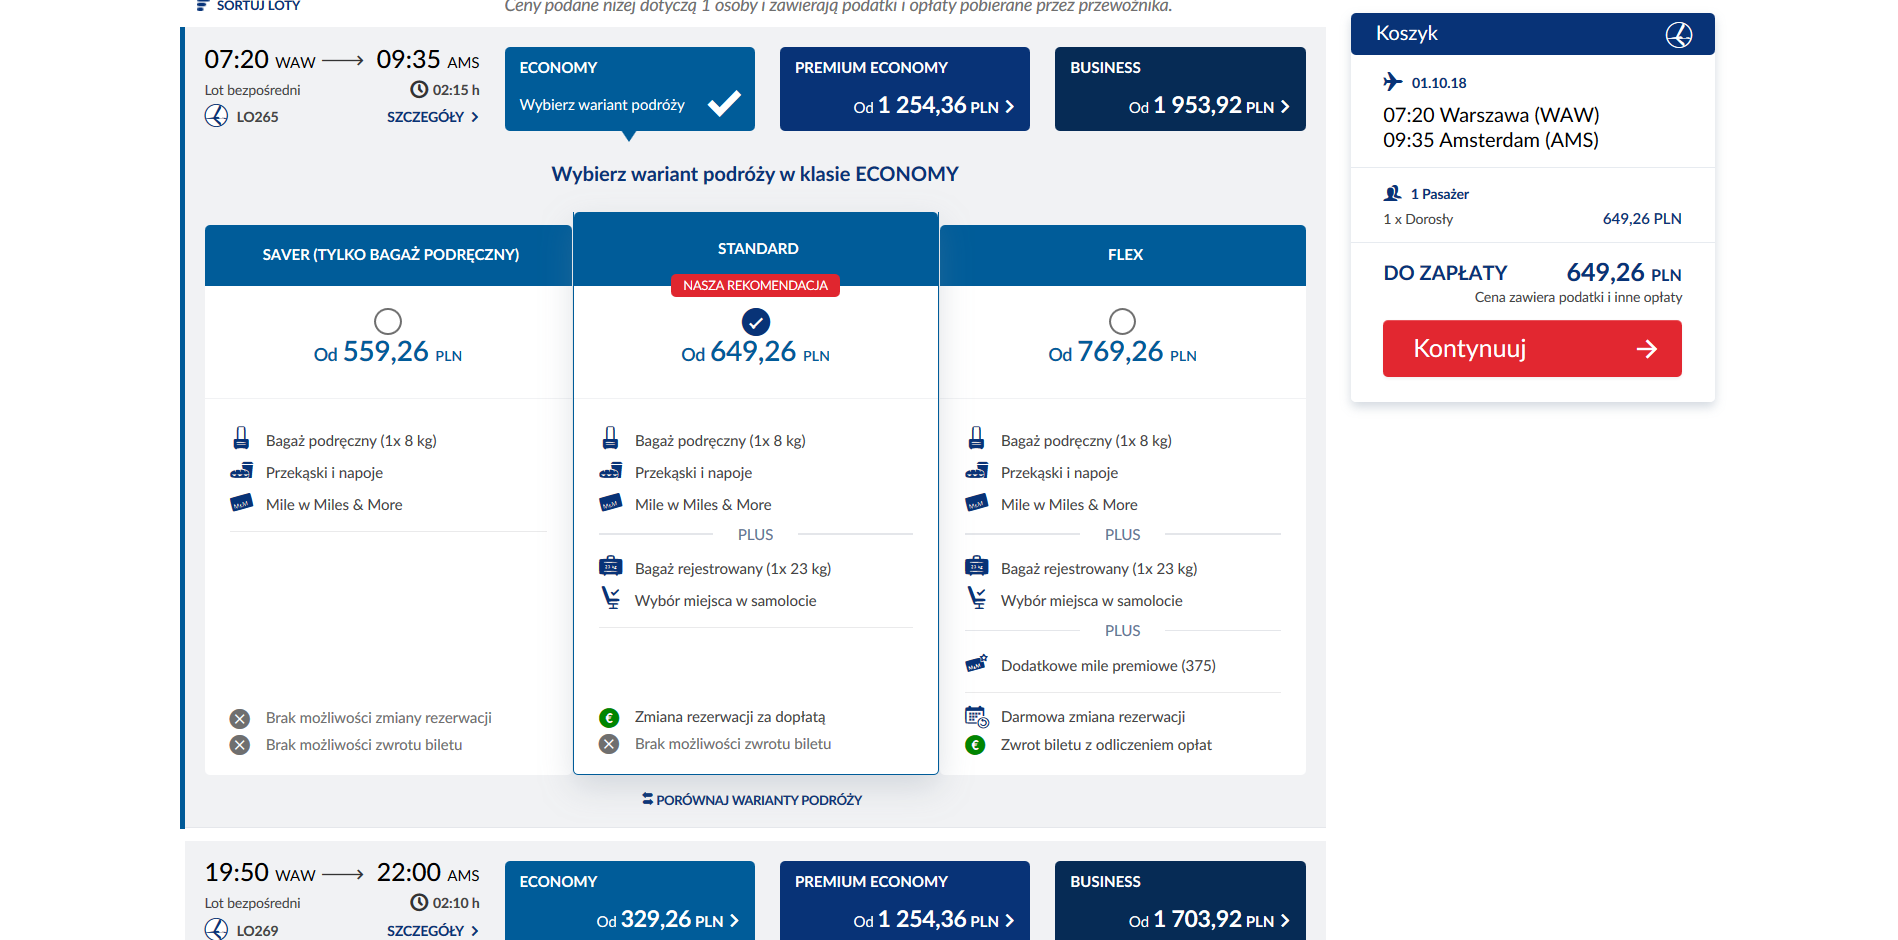 SORTUJ LOTY
Ceny podane niżej dotyczą 1 osoby i zawierają podatki i opłaty pobierane przez przewoźnika.
07:20 WAW 09:35 AMS
Lot bezpośredni 02:15 h
LO265 SZCZEGÓŁY
ECONOMY
Wybierz wariant podróży
PREMIUM ECONOMY
Od 1 254,36 PLN
BUSINESS
Od 1 953,92 PLN
Wybierz wariant podróży w klasie ECONOMY
SAVER (TYLKO BAGAŻ PODRĘCZNY)
Od 559,26 PLN
Bagaż podręczny (1x 8 kg)
Przekąski i napoje
Mile w Miles & More
Brak możliwości zmiany rezerwacji
Brak możliwości zwrotu biletu
STANDARD
NASZA REKOMENDACJA
Od 649,26 PLN
Bagaż podręczny (1x 8 kg)
Przekąski i napoje
Mile w Miles & More
PLUS
Bagaż rejestrowany (1x 23 kg)
Wybór miejsca w samolocie
Zmiana rezerwacji za dopłatą
Brak możliwości zwrotu biletu
FLEX
Od 769,26 PLN
Bagaż podręczny (1x 8 kg)
Przekąski i napoje
Mile w Miles & More
PLUS
Bagaż rejestrowany (1x 23 kg)
Wybór miejsca w samolocie
PLUS
Dodatkowe mile premiowe (375)
Darmowa zmiana rezerwacji
Zwrot biletu z odliczeniem opłat
PORÓWNAJ WARIANTY PODRÓŻY
19:50 WAW 22:00 AMS
Lot bezpośredni 02:10 h
LO269 SZCZEGÓŁY
ECONOMY
Od 329,26 PLN
PREMIUM ECONOMY
Od 1 254,36 PLN
BUSINESS
Od 1 703,92 PLN
Koszyk
01.10.18
07:20 Warszawa (WAW)
09:35 Amsterdam (AMS)
1 Pasażer
1 x Dorosły 649,26 PLN
DO ZAPŁATY 649,26 PLN
Cena zawiera podatki i inne opłaty
Kontynuuj